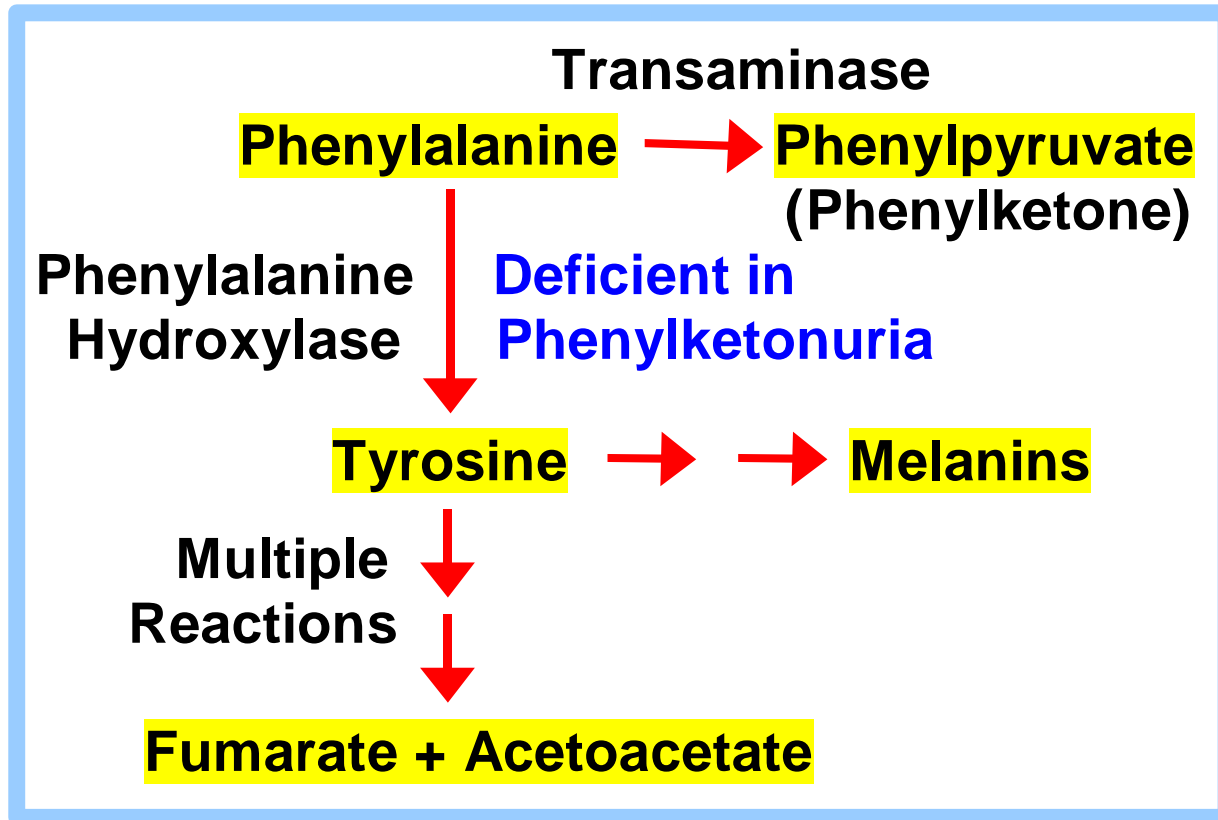 Transaminase
Phenylalanine Phenylpyruvate
(Phenylketone)
Phenylalanine Deficient in
Hydroxylase Phenylketonuria
Tyrosine Melanins
Multiple
Reactions
Fumarate + Acetoacetate